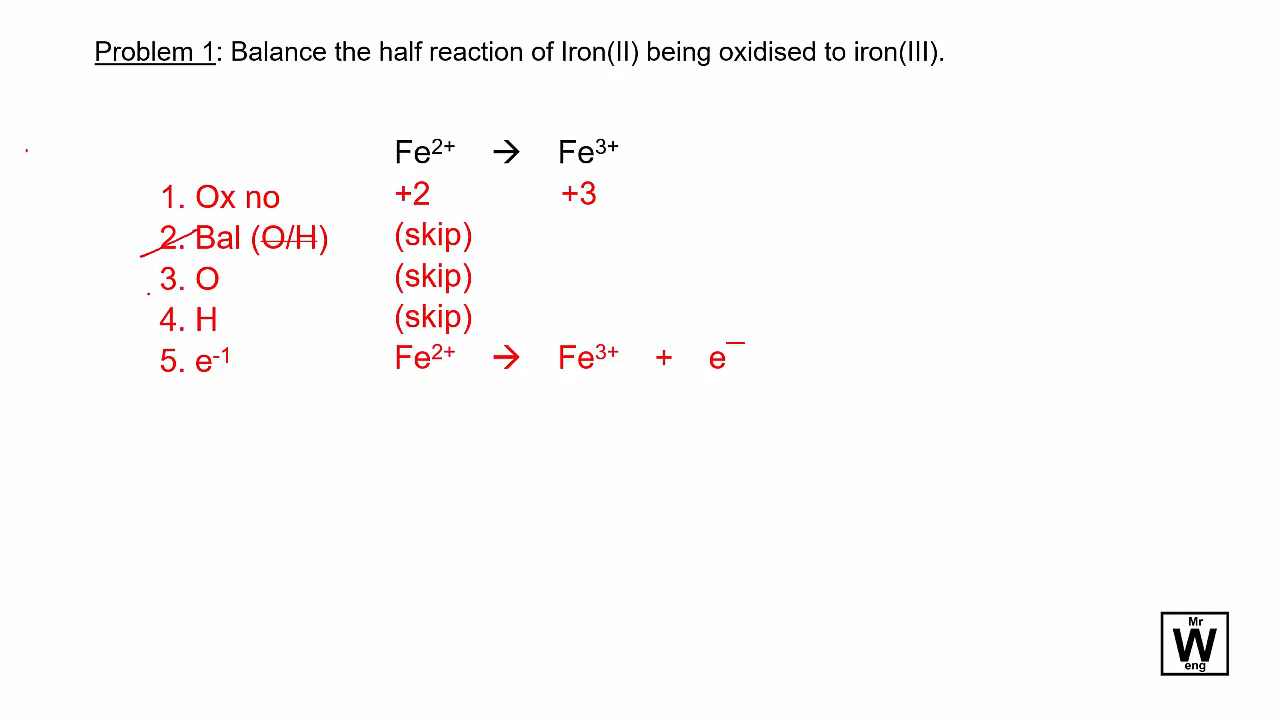 Problem 1: Balance the half reaction of Iron(II) being oxidised to iron(III).
Fe²⁺ → Fe³⁺
1. Ox no +2 +3
2. Bal (O/H) (skip)
3. O (skip)
4. H (skip)
5. e⁻¹ Fe²⁺ → Fe³⁺ + e⁻
Mr
W
eng